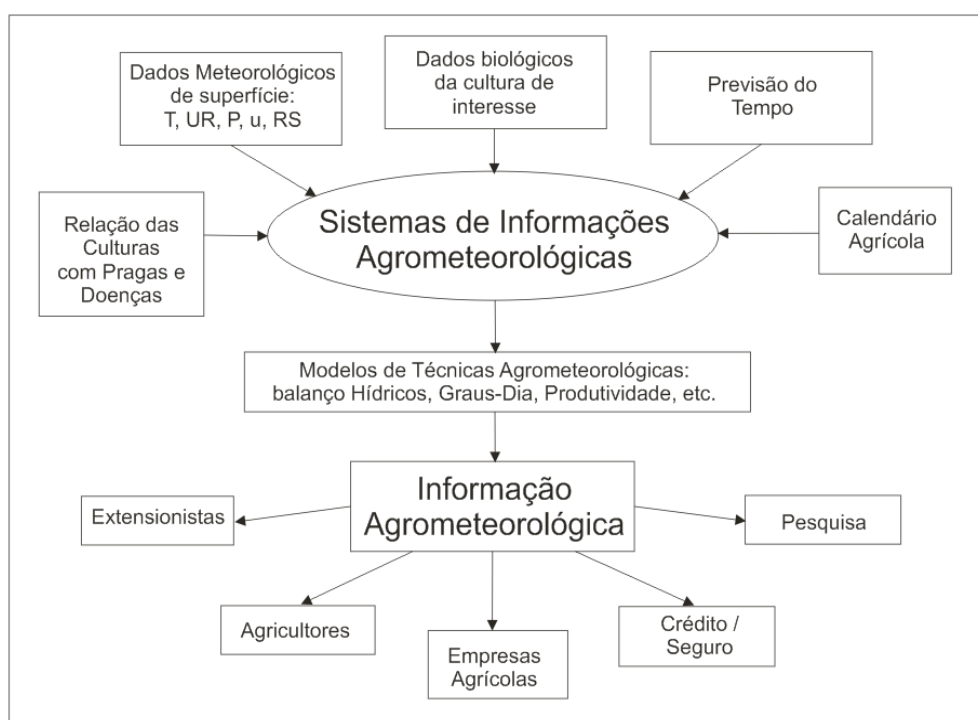 Dados Meteorológicos
de superfície:
T, UR, P, u, RS
Dados biológicos
da cultura de
interesse
Previsão do
Tempo
Relação das
Culturas
com Pragas e
Doenças
Sistemas de Informações
Agrometeorológicas
Calendário
Agrícola
Modelos de Técnicas Agrometeorológicas:
balanço Hídricos, Graus-Dia, Produtividade, etc.
Informação
Agrometeorológica
Extensionistas
Pesquisa
Agricultores
Empresas
Agrícolas
Crédito /
Seguro